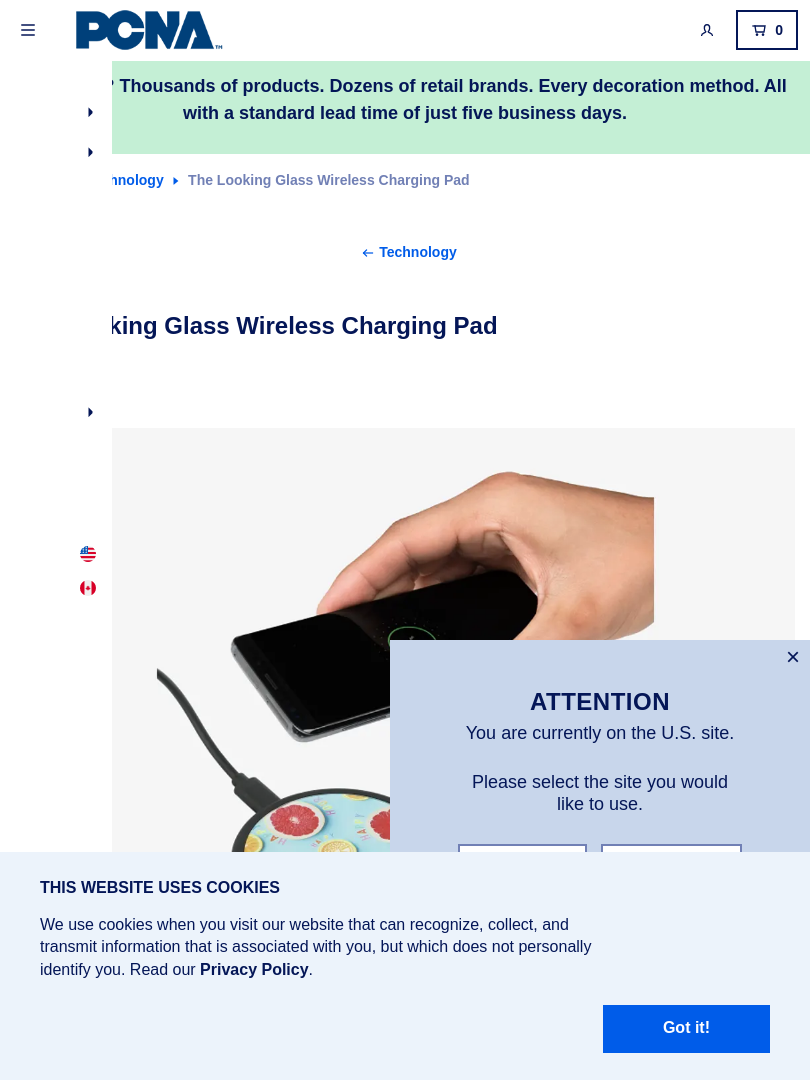 PCNA™
0
Thousands of products. Dozens of retail brands. Every decoration method. All
with a standard lead time of just five business days.
The Looking Glass Wireless Charging Pad
Technology
Glass Wireless Charging Pad
ATTENTION
You are currently on the U.S. site.
Please select the site you would
like to use.
THIS WEBSITE USES COOKIES
We use cookies when you visit our website that can recognize, collect, and
transmit information that is associated with you, but which does not personally
identify you. Read our Privacy Policy.
Got it!